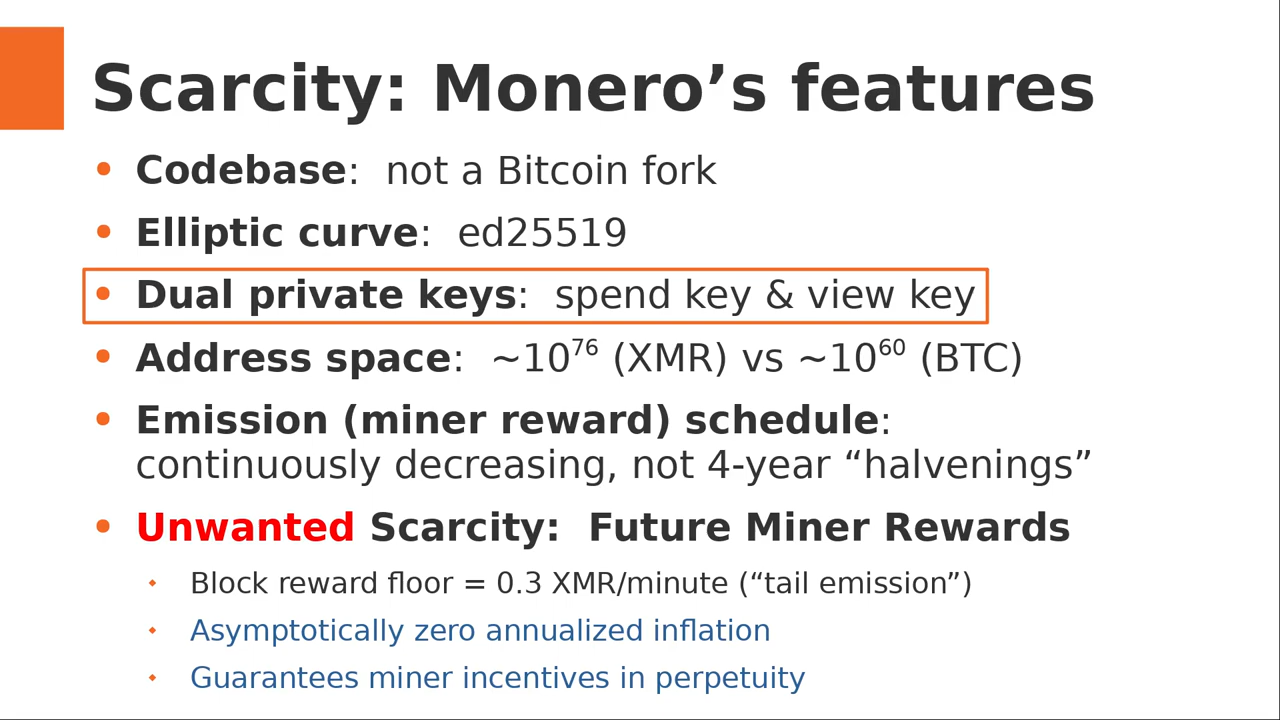 Scarcity: Monero’s features
• Codebase: not a Bitcoin fork
• Elliptic curve: ed25519
• Dual private keys: spend key & view key
• Address space: ~10⁷⁶ (XMR) vs ~10⁶⁰ (BTC)
• Emission (miner reward) schedule:
continuously decreasing, not 4-year “halvenings”
• Unwanted Scarcity: Future Miner Rewards
⬩ Block reward floor = 0.3 XMR/minute (“tail emission”)
⬩ Asymptotically zero annualized inflation
⬩ Guarantees miner incentives in perpetuity